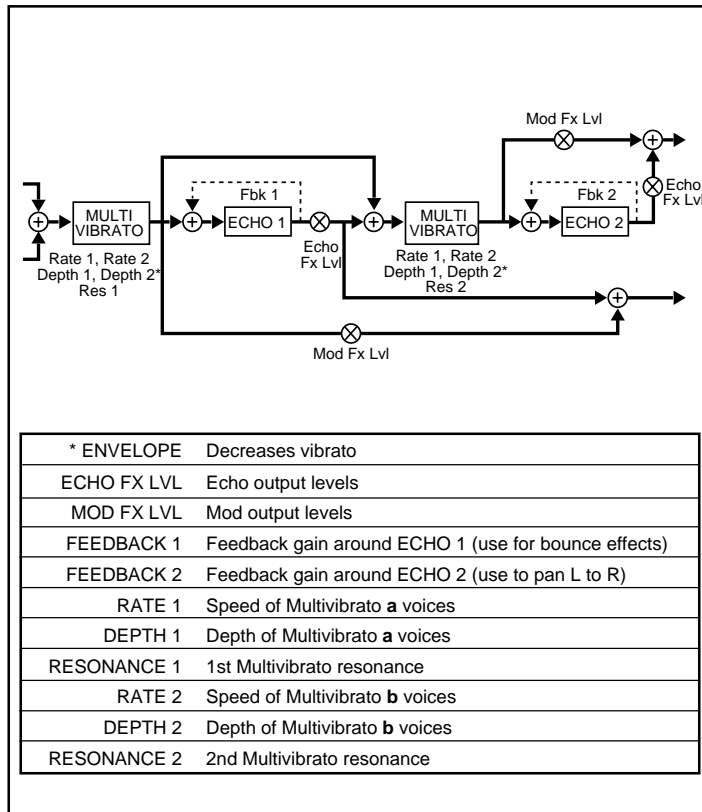 Mod Fx Lvl
Fbk 1
Fbk 2
Echo
Fx Lvl
MULTI
VIBRATO
ECHO 1
MULTI
VIBRATO
ECHO 2
Rate 1, Rate 2
Depth 1, Depth 2*
Res 1
Echo
Fx Lvl
Rate 1, Rate 2
Depth 1, Depth 2*
Res 2
Mod Fx Lvl
* ENVELOPE Decreases vibrato
ECHO FX LVL Echo output levels
MOD FX LVL Mod output levels
FEEDBACK 1 Feedback gain around ECHO 1 (use for bounce effects)
FEEDBACK 2 Feedback gain around ECHO 2 (use to pan L to R)
RATE 1 Speed of Multivibrato a voices
DEPTH 1 Depth of Multivibrato a voices
RESONANCE 1 1st Multivibrato resonance
RATE 2 Speed of Multivibrato b voices
DEPTH 2 Depth of Multivibrato b voices
RESONANCE 2 2nd Multivibrato resonance